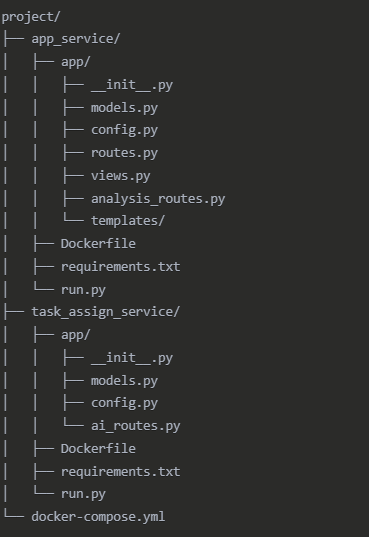 project/
├── app_service/
│   ├── app/
│   │   ├── __init__.py
│   │   ├── models.py
│   │   ├── config.py
│   │   ├── routes.py
│   │   ├── views.py
│   │   ├── analysis_routes.py
│   │   └── templates/
│   ├── Dockerfile
│   ├── requirements.txt
│   └── run.py
├── task_assign_service/
│   ├── app/
│   │   ├── __init__.py
│   │   ├── models.py
│   │   ├── config.py
│   │   └── ai_routes.py
│   ├── Dockerfile
│   ├── requirements.txt
│   └── run.py
└── docker-compose.yml